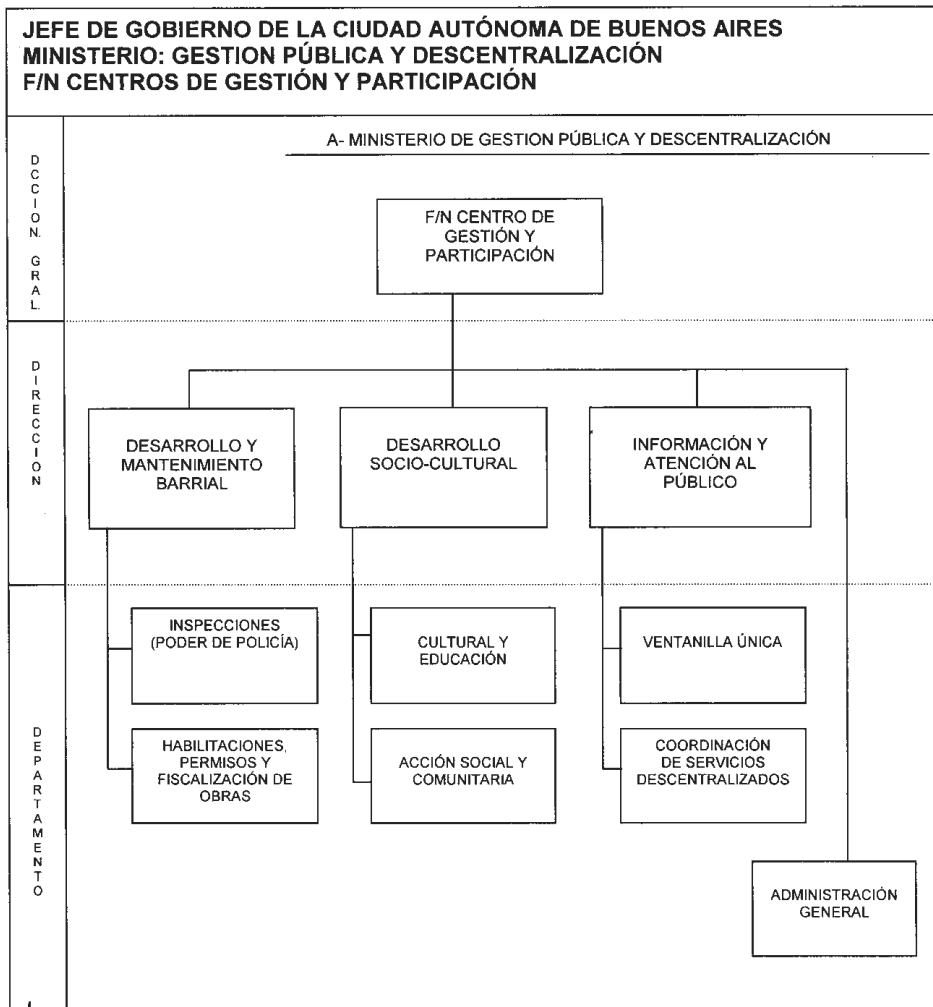 JEFE DE GOBIERNO DE LA CIUDAD AUTÓNOMA DE BUENOS AIRES
MINISTERIO: GESTION PÚBLICA Y DESCENTRALIZACIÓN
F/N CENTROS DE GESTIÓN Y PARTICIPACIÓN
A- MINISTERIO DE GESTION PÚBLICA Y DESCENTRALIZACIÓN
DCCION. GRAL.
F/N CENTRO DE
GESTIÓN Y
PARTICIPACIÓN
DIRECCION
DESARROLLO Y
MANTENIMIENTO
BARRIAL
DESARROLLO
SOCIO-CULTURAL
INFORMACIÓN Y
ATENCIÓN AL
PÚBLICO
DEPARTAMENTO
INSPECCIONES
(PODER DE POLICÍA)
CULTURAL Y
EDUCACIÓN
VENTANILLA ÚNICA
HABILITACIONES,
PERMISOS Y
FISCALIZACIÓN DE
OBRAS
ACCIÓN SOCIAL Y
COMUNITARIA
COORDINACIÓN
DE SERVICIOS
DESCENTRALIZADOS
ADMINISTRACIÓN
GENERAL